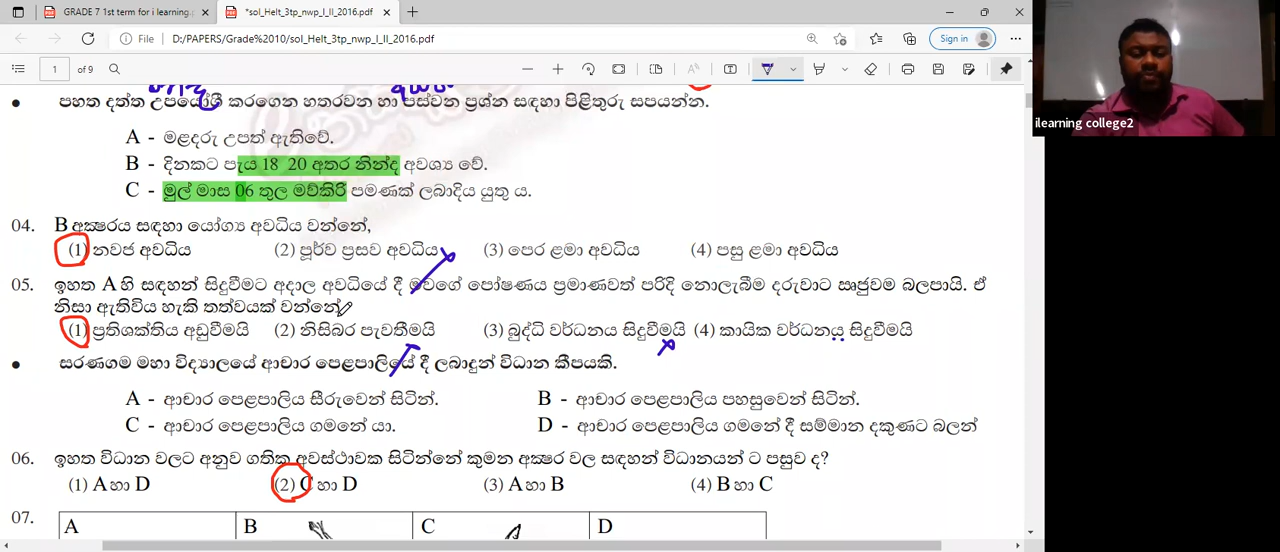 GRADE 7 1st term for i learning.p
*sol_Helt_3tp_nwp_I_II_2016.pdf
File D:/PAPERS/Grade%2010/sol_Helt_3tp_nwp_I_II_2016.pdf
Sign in
1 of 9
ilearning college2
• පහත දත්ත උපයෝගී කරගෙන හතරවන හා පස්වන ප්‍රශ්න සඳහා පිළිතුරු සපයන්න.
A - මළදරු උපත් ඇතිවේ.
B - දිනකට පැය 18 20 අතර නින්ද අවශ්‍ය වේ.
C - මුල් මාස 06 තුල මව්කිරි පමණක් ලබාදිය යුතු ය.
04. B අක්‍ෂරය සඳහා යෝග්‍ය අවධිය වන්නේ,
(1) නවජ අවධිය (2) පූර්ව ප්‍රසව අවධිය (3) පෙර ළමා අවධිය (4) පසු ළමා අවධිය
05. ඉහත A හි සඳහන් සිදුවීමට අදාල අවධියේ දී මවගේ පෝෂණය ප්‍රමාණවත් පරිදි නොලැබීම දරුවාට ඍජුවම බලපායි. ඒ
නිසා ඇතිවිය හැකි තත්වයක් වන්නේ,
(1) ප්‍රතිශක්තිය අඩුවීමයි (2) නිසිබර පැවතීමයි (3) බුද්ධි වර්ධනය සිදුවීමයි (4) කායික වර්ධනය සිදුවීමයි
• සරණගම මහා විද්‍යාලයේ ආචාර පෙළපාලියේ දී ලබාදුන් විධාන කීපයකි.
A - ආචාර පෙළපාලිය සීරුවෙන් සිටින්. B - ආචාර පෙළපාලිය පහසුවෙන් සිටින්.
C - ආචාර පෙළපාලිය ගමනේ යා. D - ආචාර පෙළපාලිය ගමනේ දී සම්මාන දකුණට බලන්
06. ඉහත විධාන වලට අනුව ගතික අවස්ථාවක සිටින්නේ කුමන අක්‍ෂර වල සඳහන් විධානයන් ට පසුව ද?
(1) A හා D (2) C හා D (3) A හා B (4) B හා C
07. A B C D